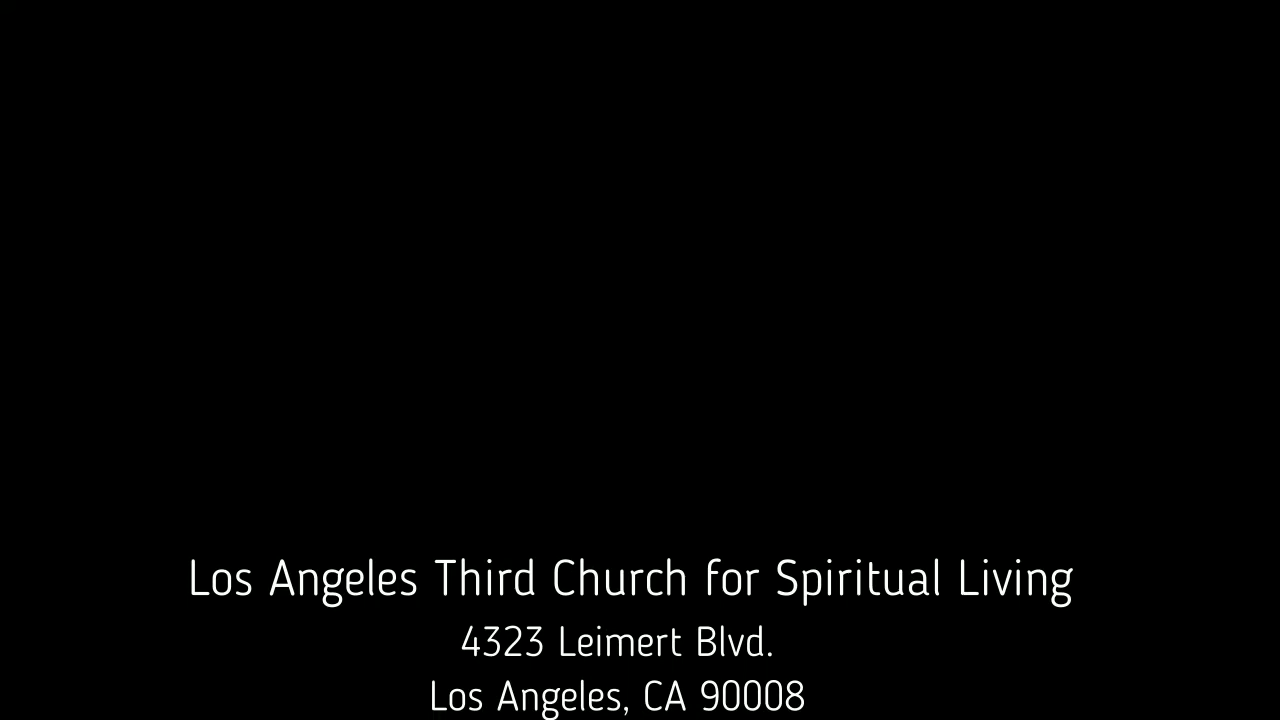 Los Angeles Third Church for Spiritual Living
4323 Leimert Blvd.
Los Angeles, CA 90008